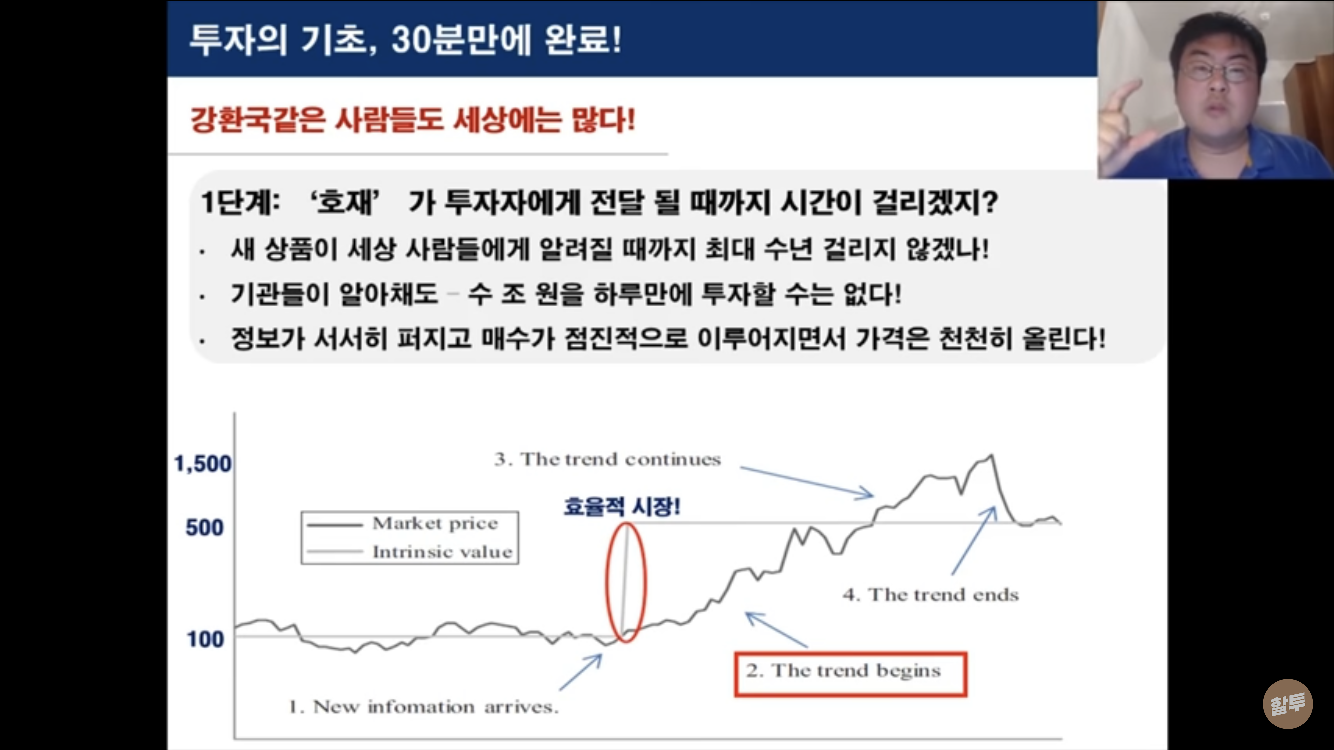 투자의 기초, 30분만에 완료!
강환국같은 사람들도 세상에는 많다!
1단계: ‘호재’ 가 투자자에게 전달 될 때까지 시간이 걸리겠지?
· 새 상품이 세상 사람들에게 알려질 때까지 최대 수년 걸리지 않겠나!
· 기관들이 알아채도 – 수 조 원을 하루만에 투자할 수는 없다!
· 정보가 서서히 퍼지고 매수가 점진적으로 이루어지면서 가격은 천천히 올린다!
1,500
500
100
3. The trend continues
효율적 시장!
Market price
Intrinsic value
4. The trend ends
2. The trend begins
1. New infomation arrives.
할투